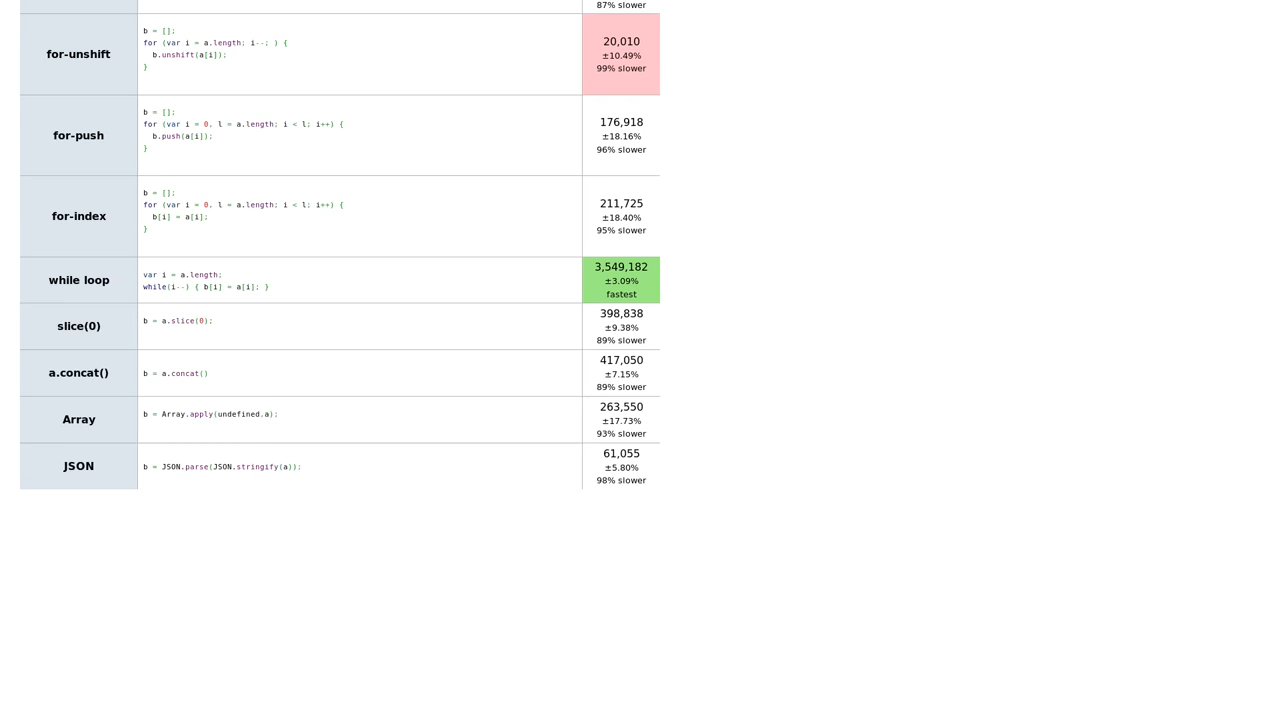 87% slower
for-unshift
b = [];
for (var i = a.length; i--; ) {
  b.unshift(a[i]);
}
20,010
±10.49%
99% slower
for-push
b = [];
for (var i = 0, l = a.length; i < l; i++) {
  b.push(a[i]);
}
176,918
±18.16%
96% slower
for-index
b = [];
for (var i = 0, l = a.length; i < l; i++) {
  b[i] = a[i];
}
211,725
±18.40%
95% slower
while loop
var i = a.length;
while(i--) { b[i] = a[i]; }
3,549,182
±3.09%
fastest
slice(0)
b = a.slice(0);
398,838
±9.38%
89% slower
a.concat()
b = a.concat()
417,050
±7.15%
89% slower
Array
b = Array.apply(undefined,a);
263,550
±17.73%
93% slower
JSON
b = JSON.parse(JSON.stringify(a));
61,055
±5.80%
98% slower